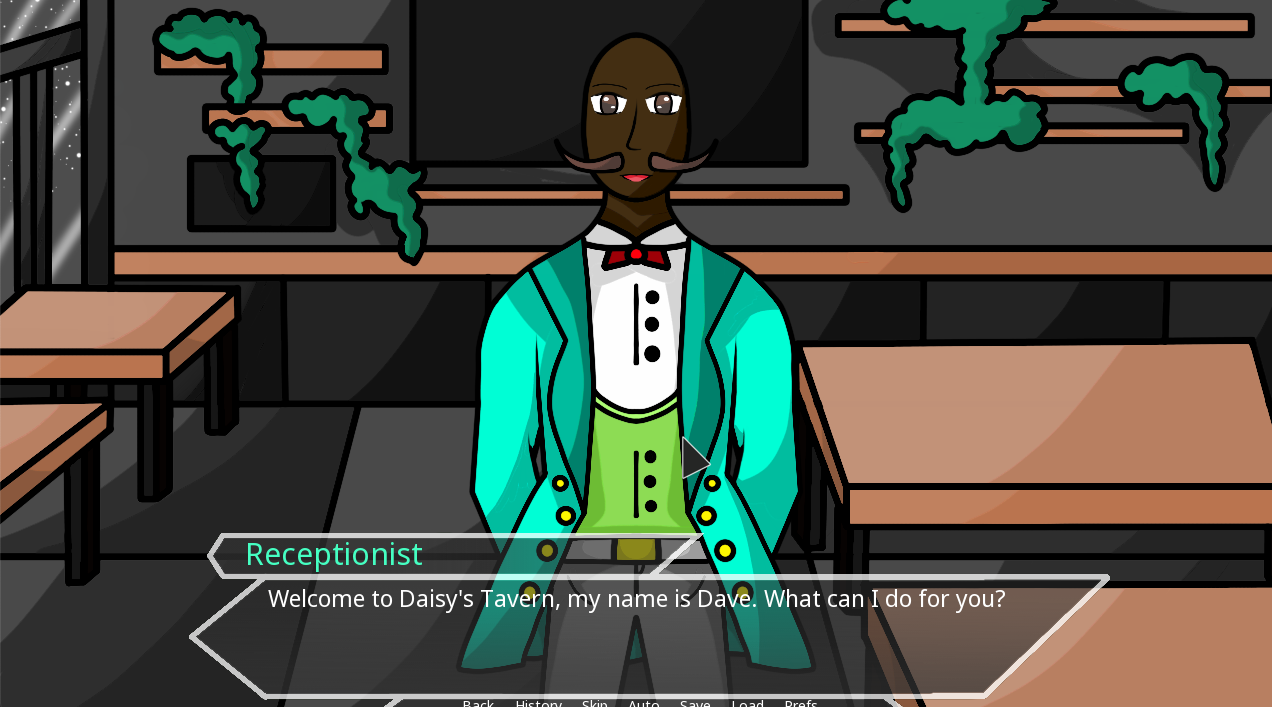 Receptionist
Welcome to Daisy's Tavern, my name is Dave. What can I do for you?
Back History Skip Auto Save Load Prefs